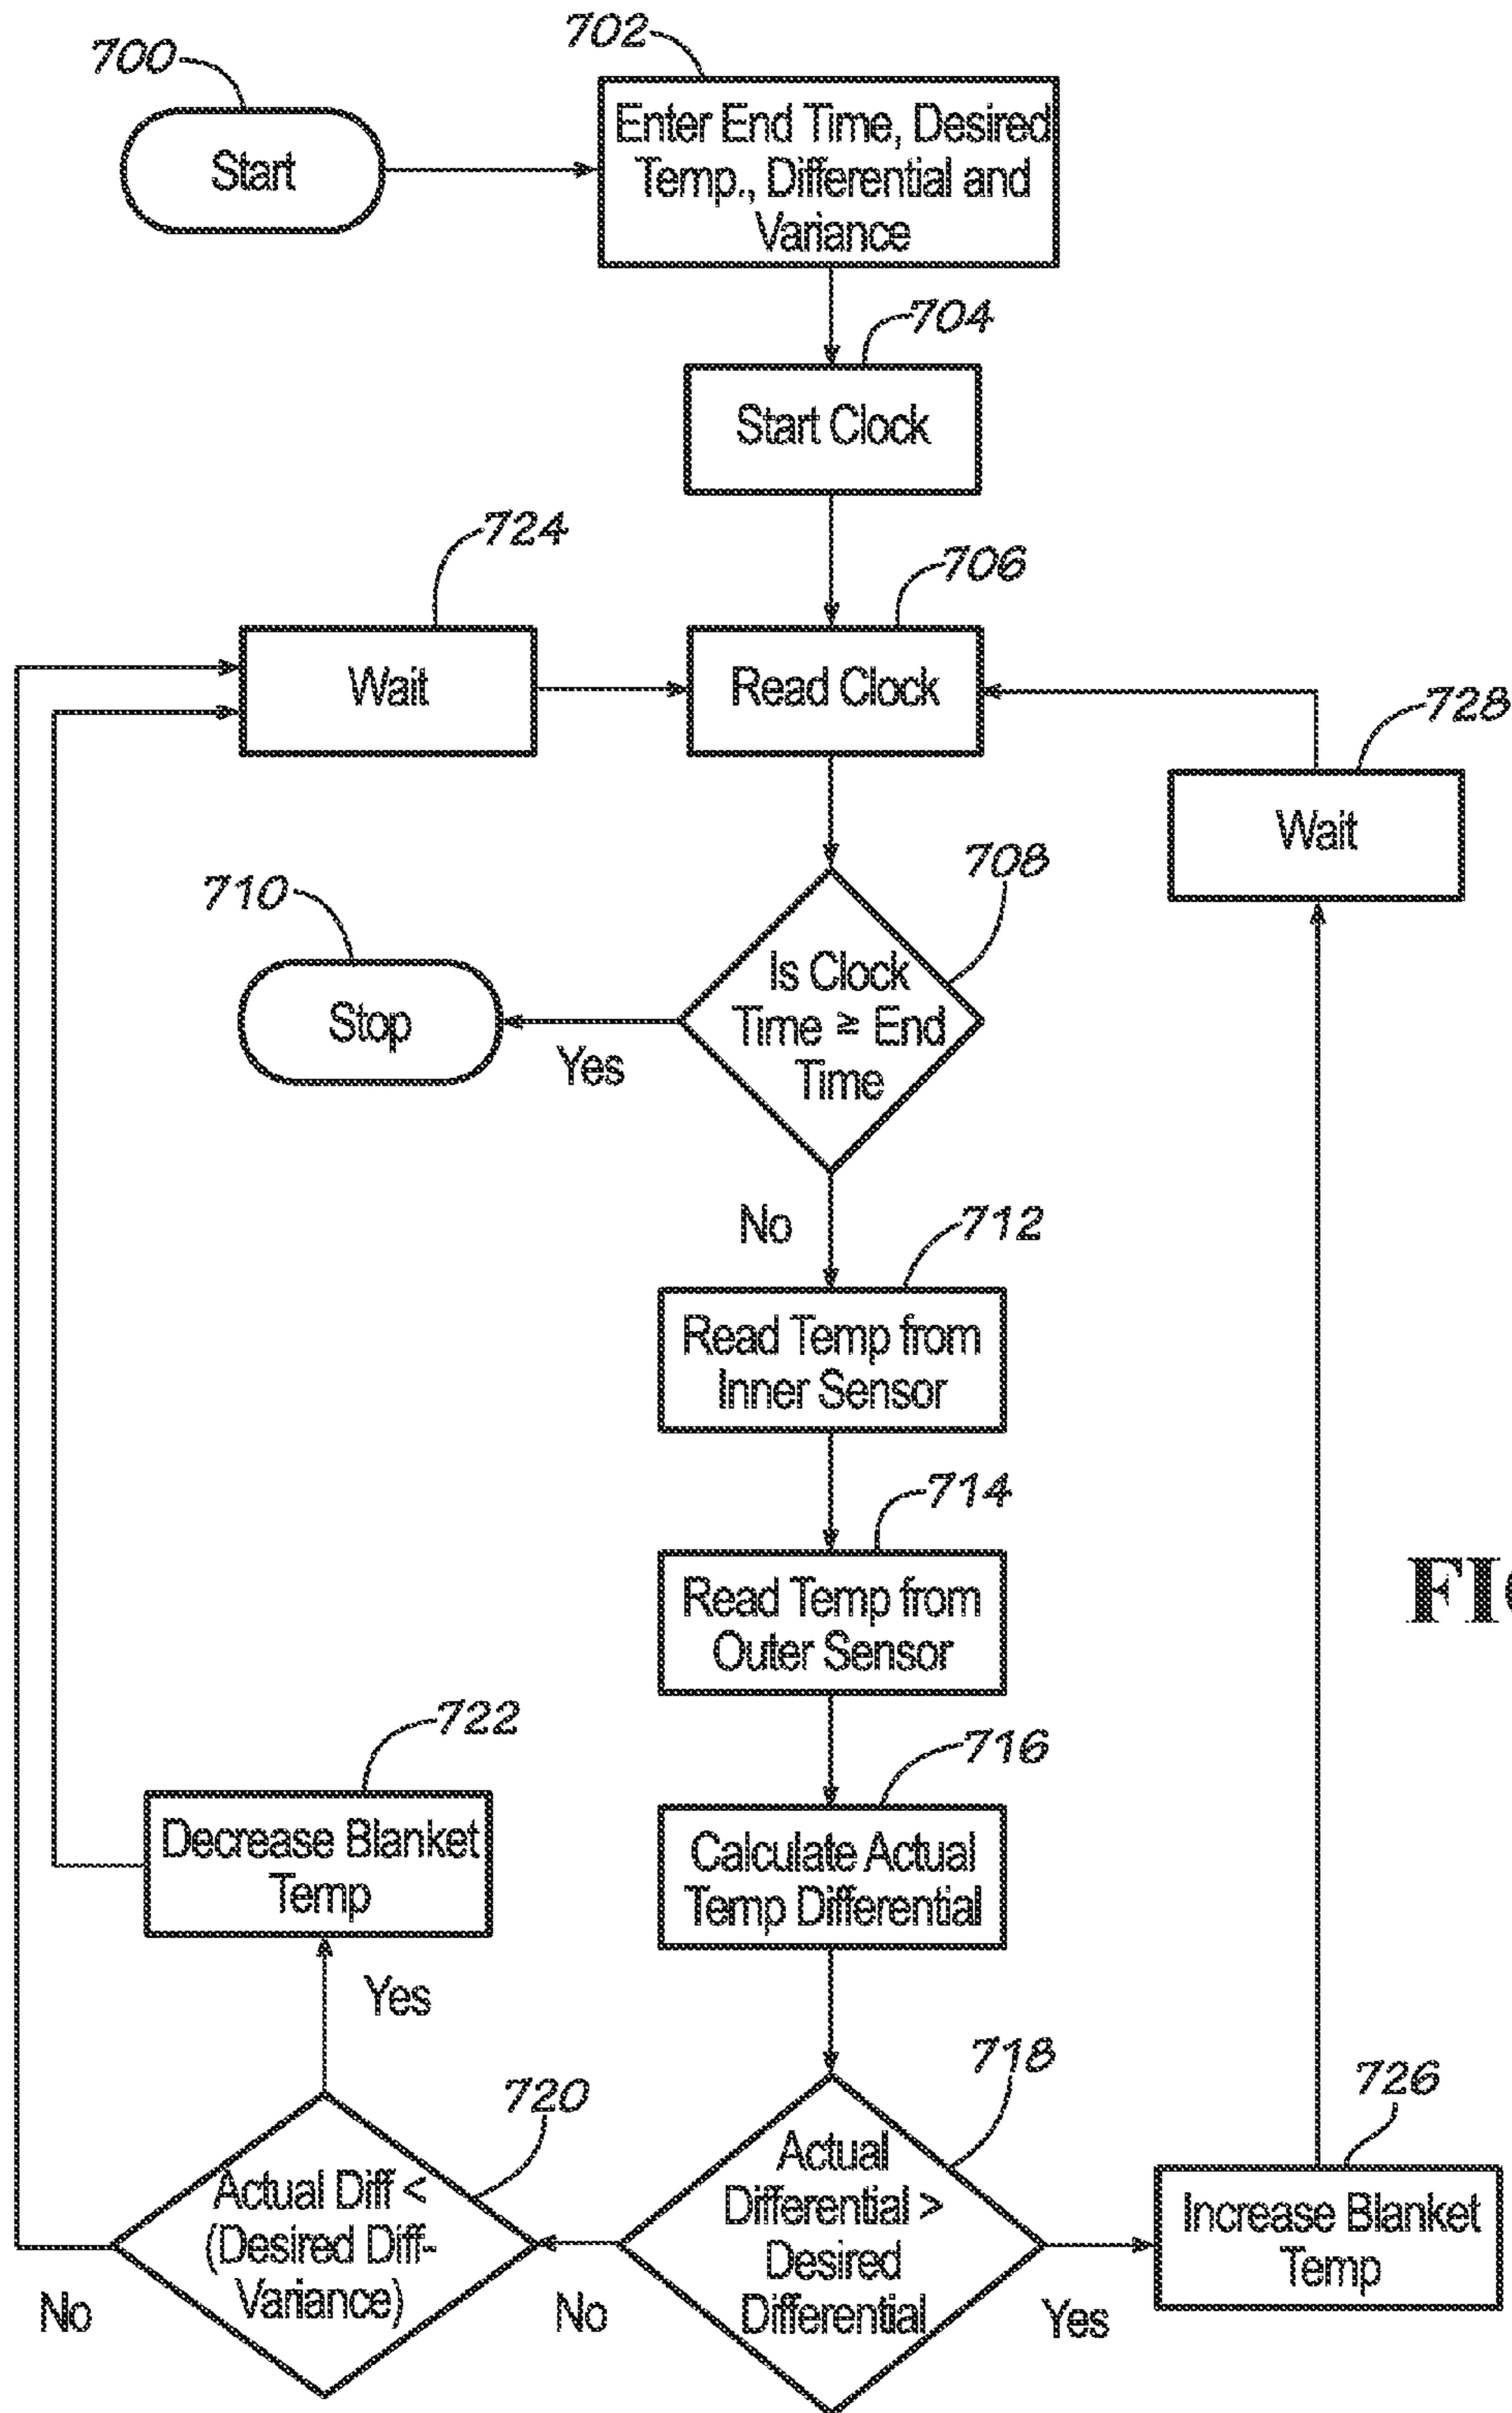 700
Start
702
Enter End Time, Desired
Temp., Differential and
Variance
704
Start Clock
724
Wait
706
Read Clock
728
Wait
710
Stop
708
Is Clock
Time ≥ End
Time
Yes
No
712
Read Temp from
Inner Sensor
714
Read Temp from
Outer Sensor
FI
722
Decrease Blanket
Temp
716
Calculate Actual
Temp Differential
Yes
720
Actual Diff <
(Desired Diff-
Variance)
No
718
Actual
Differential >
Desired
Differential
No
Yes
726
Increase Blanket
Temp